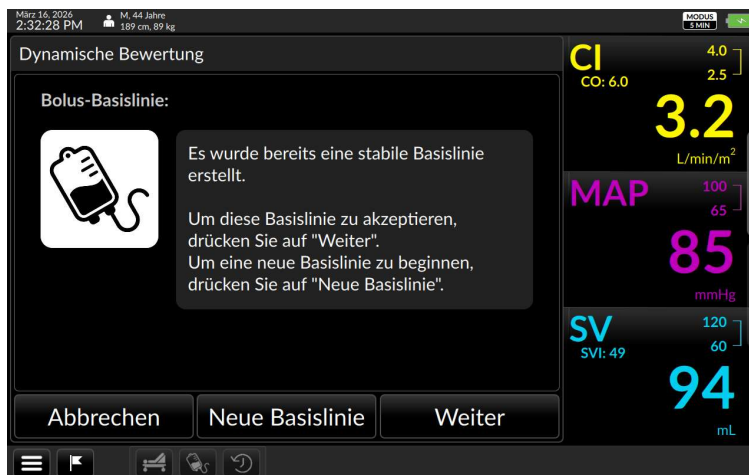 März 16, 2026
2:32:28 PM
M, 44 Jahre
189 cm, 89 kg
MODUS
5 MIN
Dynamische Bewertung
Bolus-Basislinie:
Es wurde bereits eine stabile Basislinie
erstellt.
Um diese Basislinie zu akzeptieren,
drücken Sie auf "Weiter".
Um eine neue Basislinie zu beginnen,
drücken Sie auf "Neue Basislinie".
Abbrechen
Neue Basislinie
Weiter
CI
CO: 6.0
4.0
2.5
3.2
L/min/m²
MAP
100
65
85
mmHg
SV
SVI: 49
120
60
94
mL